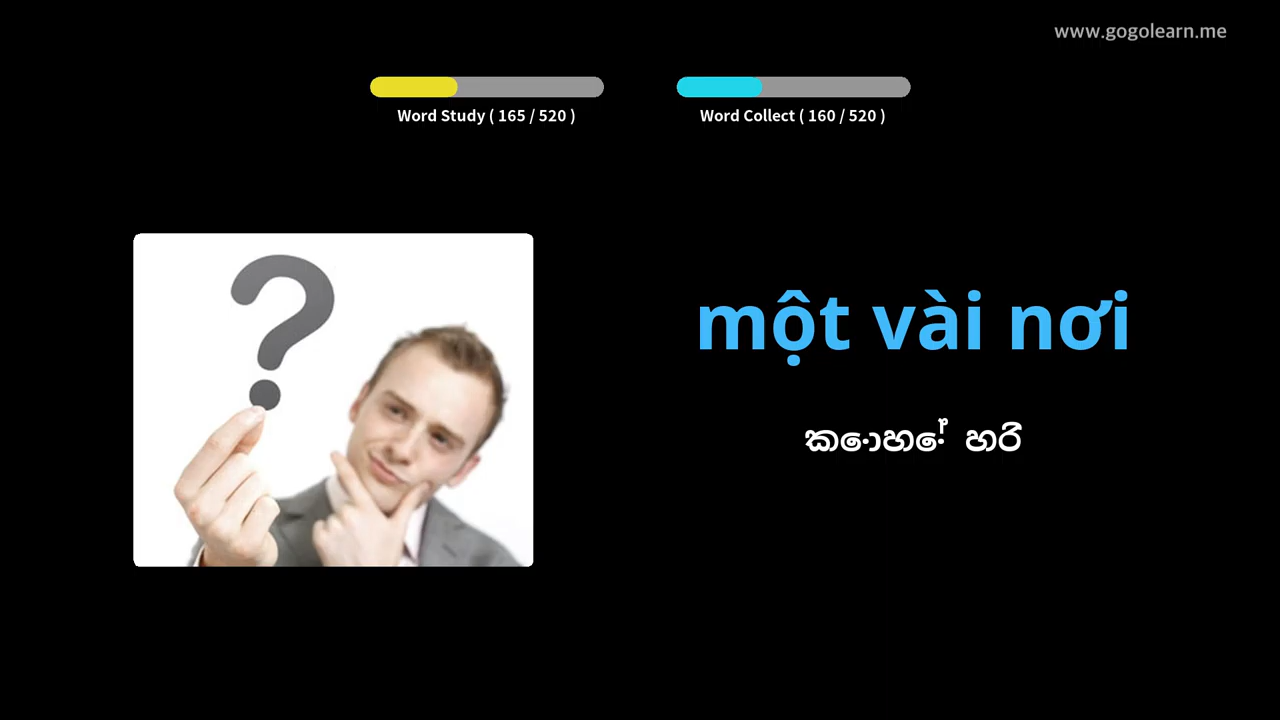 www.gogolearn.me
Word Study ( 165 / 520 )
Word Collect ( 160 / 520 )
một vài nơi
කොහේ හරි